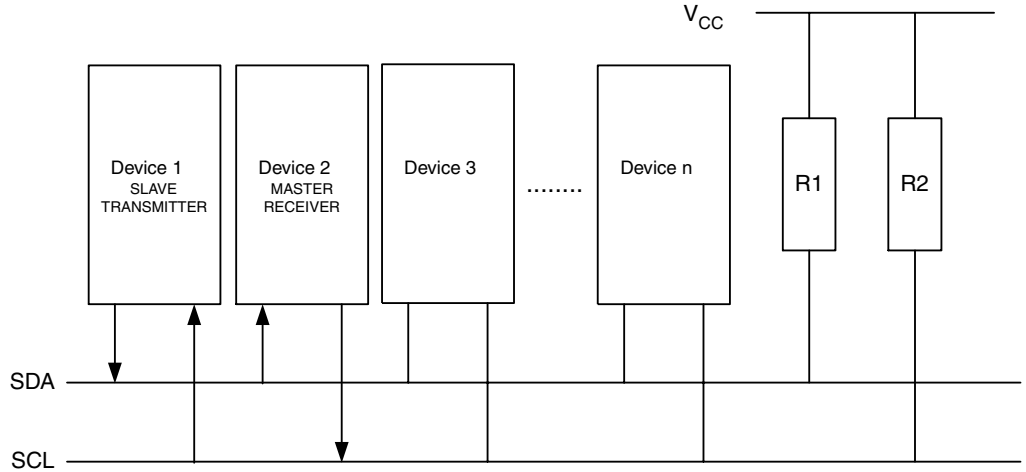 VCC
Device 1
SLAVE
TRANSMITTER
Device 2
MASTER
RECEIVER
Device 3
........
Device n
R1
R2
SDA
SCL